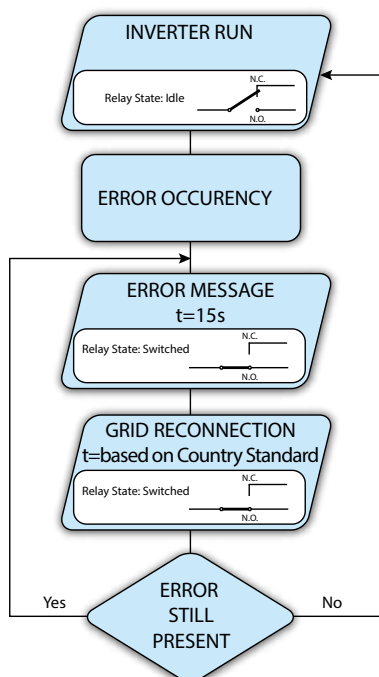 INVERTER RUN
N.C.
Relay State: Idle
N.O.
ERROR OCCURENCY
ERROR MESSAGE
t=15s
N.C.
Relay State: Switched
N.O.
GRID RECONNECTION
t=based on Country Standard
N.C.
Relay State: Switched
N.O.
Yes
ERROR
STILL
PRESENT
No